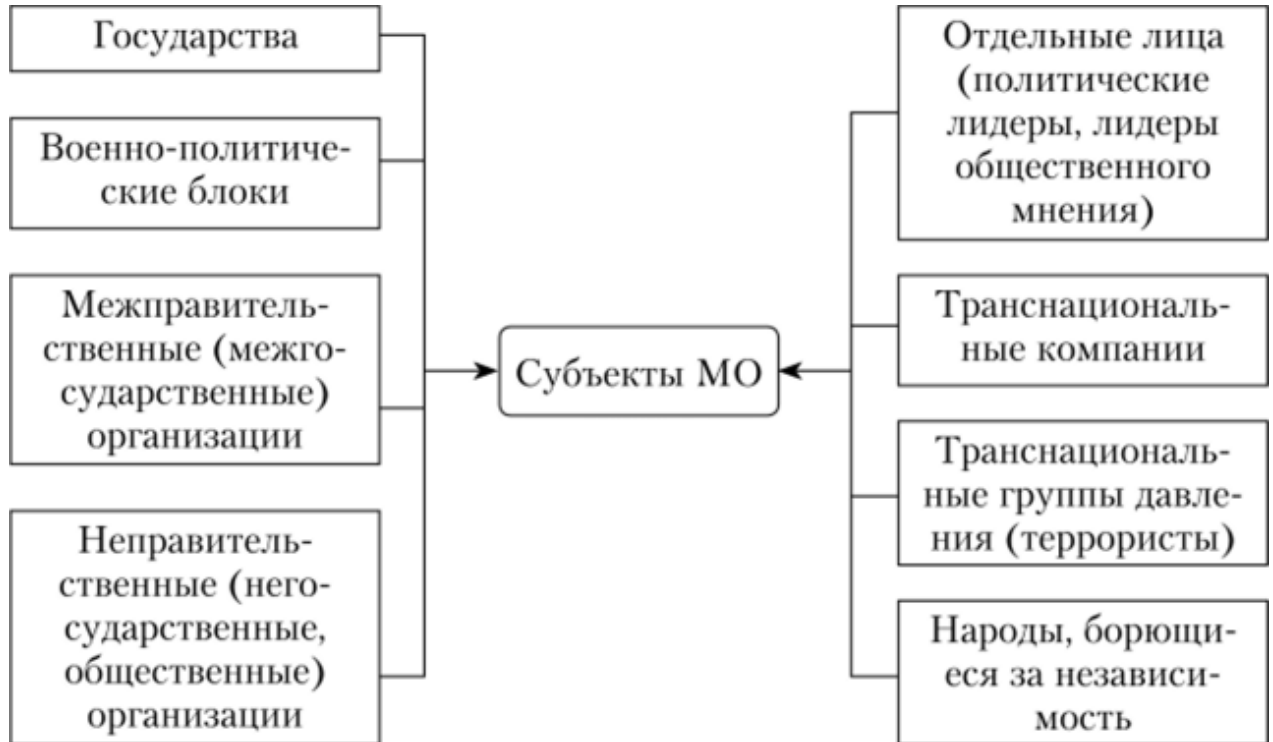 Государства
Военно-политиче-
ские блоки
Межправитель-
ственные (межго-
сударственные)
организации
Неправитель-
ственные (него-
сударственные,
общественные)
организации
Субъекты МО
Отдельные лица
(политические
лидеры, лидеры
общественного
мнения)
Транснациональ-
ные компании
Транснациональ-
ные группы давле-
ния (террористы)
Народы, борющи-
еся за независи-
мость